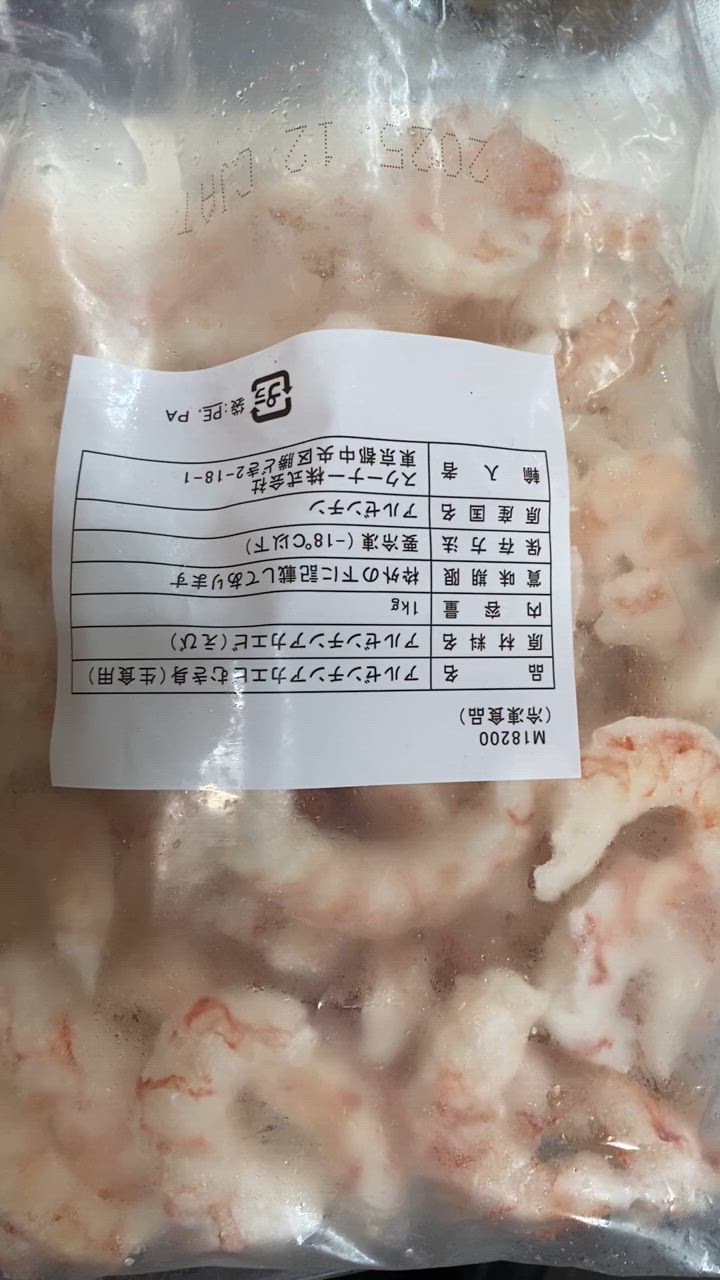 M18200
(冷凍食品)
品名 アルゼンチンアカエビむき身(生食用)
原材料名 アルゼンチンアカエビ(えび)
内容量 1kg
賞味期限 枠外の下に記載してあります
保存方法 要冷凍(-18℃以下)
原産国名 アルゼンチン
輸入者 スクーナー株式会社
東京都中央区勝どき2-18-1
プラ 袋:PE, PA
2025.12